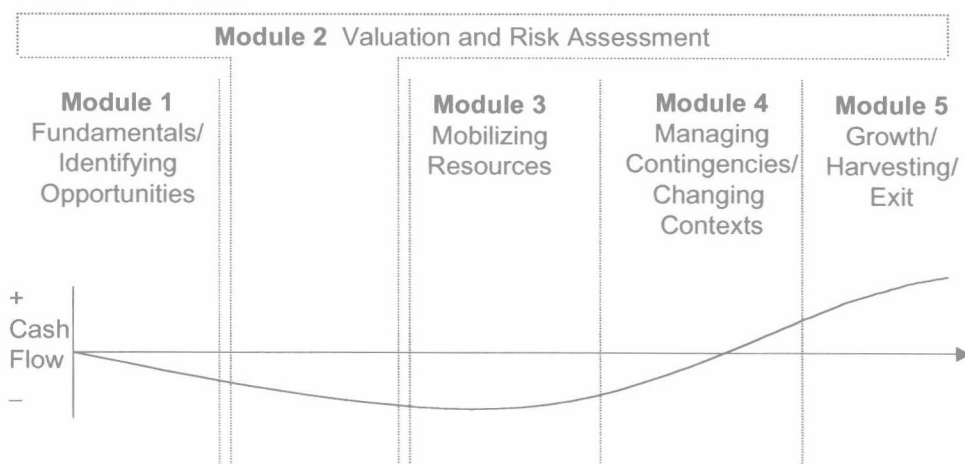 Module 2 Valuation and Risk Assessment
Module 1
Fundamentals/
Identifying
Opportunities
Module 3
Mobilizing
Resources
Module 4
Managing
Contingencies/
Changing
Contexts
Module 5
Growth/
Harvesting/
Exit
+
Cash
Flow
–